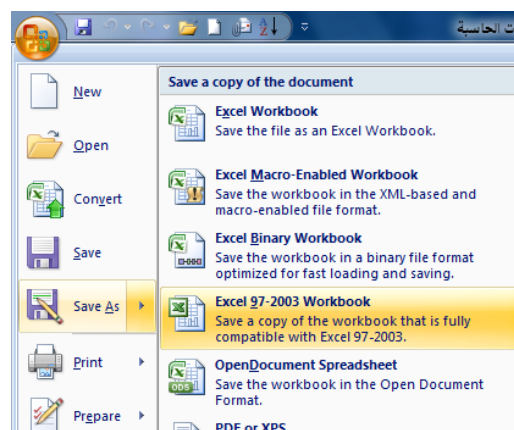 ت الحاسبة
Save a copy of the document
New
Open
Convert
Save
Save As
Print
Prepare
Excel Workbook
Save the file as an Excel Workbook.
Excel Macro-Enabled Workbook
Save the workbook in the XML-based and
macro-enabled file format.
Excel Binary Workbook
Save the workbook in a binary file format
optimized for fast loading and saving.
Excel 97-2003 Workbook
Save a copy of the workbook that is fully
compatible with Excel 97-2003.
OpenDocument Spreadsheet
ODS
Save the workbook in the Open Document
Format.
PDF or XPS